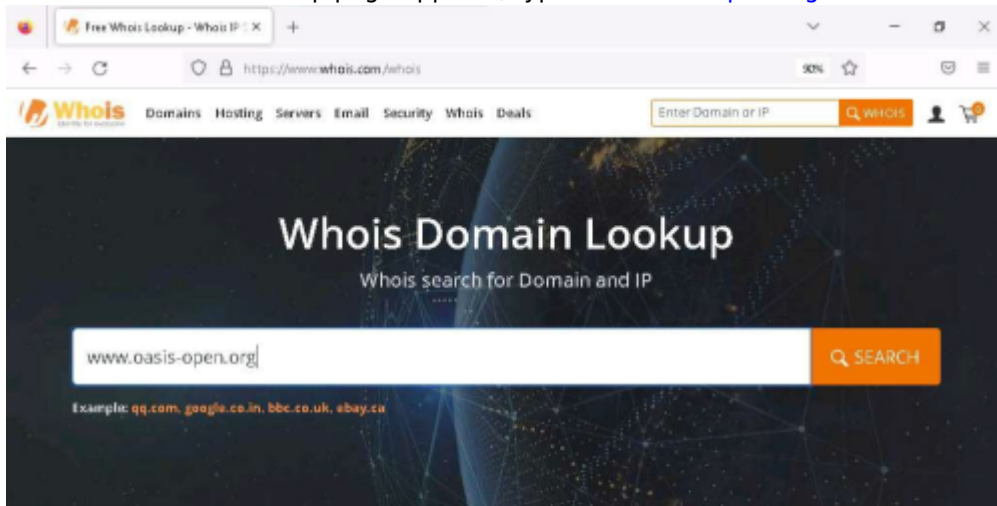 Free Whois Lookup - Whois IP
https://www.whois.com/whois
90%
Whois
Domains Hosting Servers Email Security Whois Deals
Enter Domain or IP
WHOIS
0
Whois Domain Lookup
Whois search for Domain and IP
www.oasis-open.org
SEARCH
Example: qq.com, google.co.in, bbc.co.uk, ebay.ca